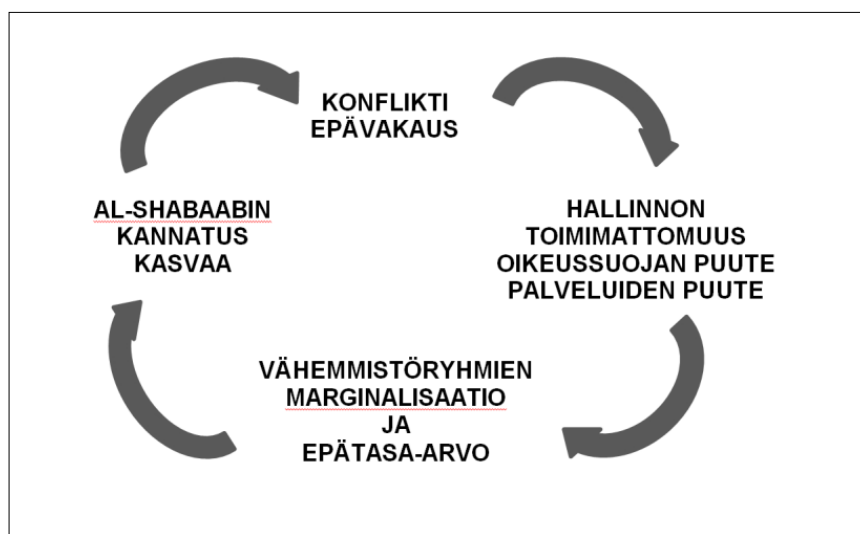 KONFLIKTI
EPÄVAKAUS
HALLINNON
TOIMIMATTOMUUS
OIKEUSSUOJAN PUUTE
PALVELUIDEN PUUTE
VÄHEMMISTÖRYHMIEN
MARGINALISAATIO
JA
EPÄTASA-ARVO
AL-SHABAABIN
KANNATUS
KASVAA